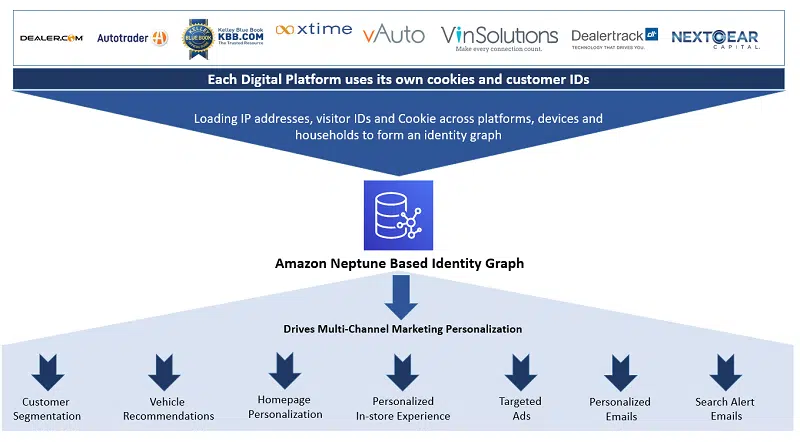 DEALER.COM
Autotrader
KELLEY
BLUE BOOK
Kelley Blue Book
KBB.COM
The Trusted Resource
xtime
vAuto
VinSolutions
Make every connection count.
Dealertrack dt
TECHNOLOGY THAT DRIVES YOU.
NEXTGEAR
CAPITAL
Each Digital Platform uses its own cookies and customer IDs
Loading IP addresses, visitor IDs and Cookie across platforms, devices and
households to form an identity graph
Amazon Neptune Based Identity Graph
Drives Multi-Channel Marketing Personalization
Customer
Segmentation
Vehicle
Recommendations
Homepage
Personalization
Personalized
In-store Experience
Targeted
Ads
Personalized
Emails
Search Alert
Emails